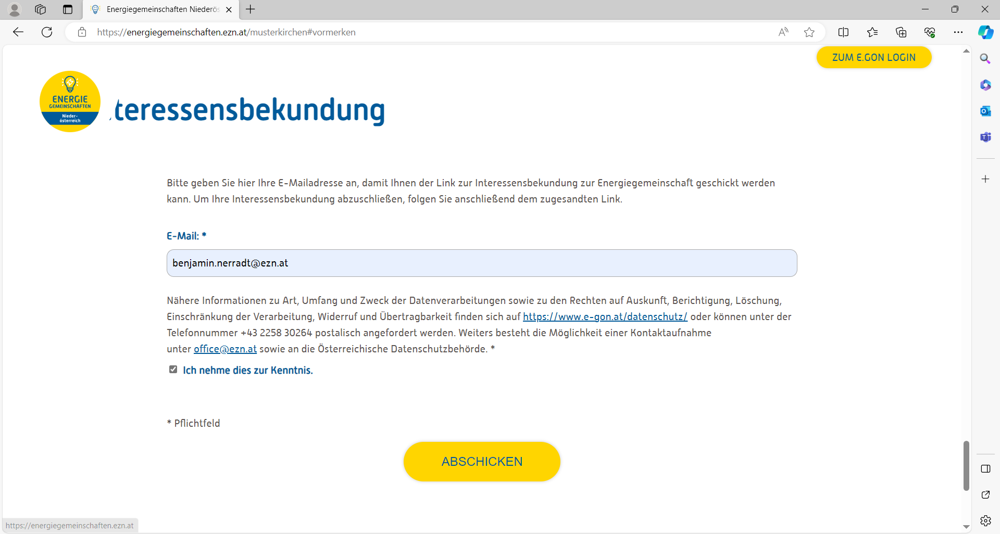 Energiegemeinschaften Niederös
https://energiegemeinschaften.ezn.at/musterkirchen#vormerken
ZUM E.GON LOGIN
ENERGIE
GEMEINSCHAFTEN
Nieder-
österreich
teressensbekundung
Bitte geben Sie hier Ihre E-Mailadresse an, damit Ihnen der Link zur Interessensbekundung zur Energiegemeinschaft geschickt werden
kann. Um Ihre Interessensbekundung abzuschließen, folgen Sie anschließend dem zugesandten Link.
E-Mail: *
benjamin.nerradt@ezn.at
Nähere Informationen zu Art, Umfang und Zweck der Datenverarbeitungen sowie zu den Rechten auf Auskunft, Berichtigung, Löschung,
Einschränkung der Verarbeitung, Widerruf und Übertragbarkeit finden sich auf https://www.e-gon.at/datenschutz/ oder können unter der
Telefonnummer +43 2258 30264 postalisch angefordert werden. Weiters besteht die Möglichkeit einer Kontaktaufnahme
unter office@ezn.at sowie an die Österreichische Datenschutzbehörde. *
Ich nehme dies zur Kenntnis.
* Pflichtfeld
ABSCHICKEN
https://energiegemeinschaften.ezn.at